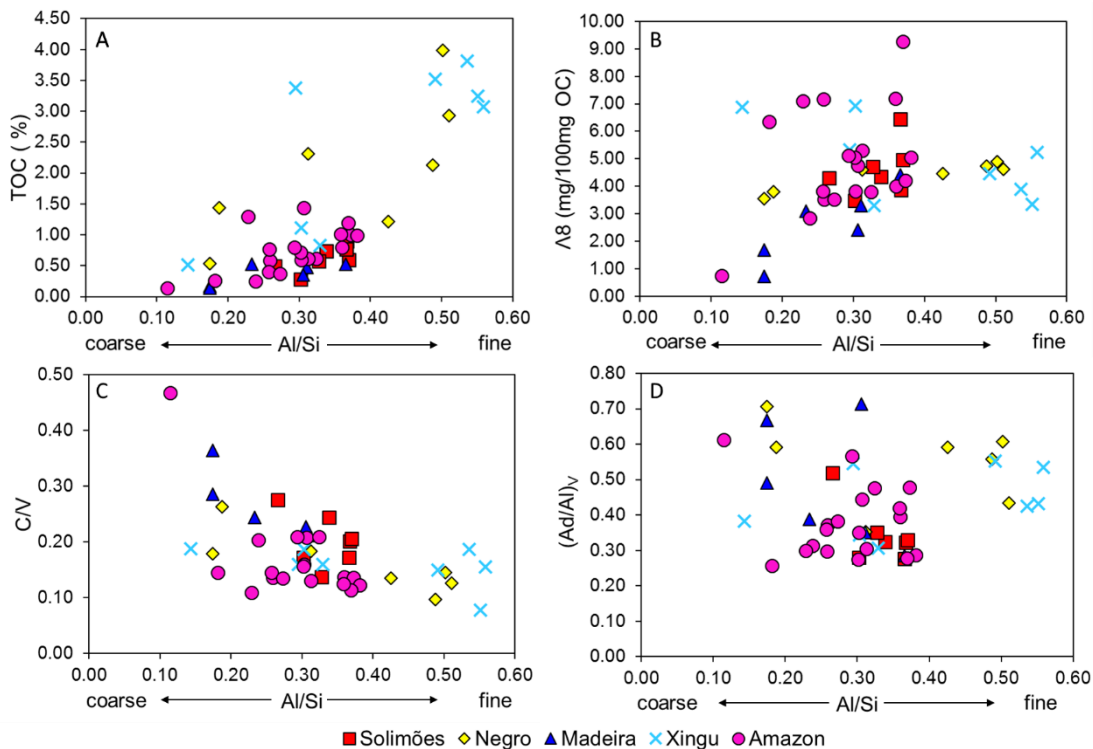 A
TOC ( %)
4.50
4.00
3.50
3.00
2.50
2.00
1.50
1.00
0.50
0.00
0.00 0.10 0.20 0.30 0.40 0.50 0.60
coarse Al/Si fine
B
Λ8 (mg/100mg OC)
10.00
9.00
8.00
7.00
6.00
5.00
4.00
3.00
2.00
1.00
0.00
0.00 0.10 0.20 0.30 0.40 0.50 0.60
coarse Al/Si fine
C
C/V
0.50
0.40
0.30
0.20
0.10
0.00
0.00 0.10 0.20 0.30 0.40 0.50 0.60
coarse Al/Si fine
D
(Ad/Al)V
0.80
0.70
0.60
0.50
0.40
0.30
0.20
0.10
0.00
0.00 0.10 0.20 0.30 0.40 0.50 0.60
coarse Al/Si fine
Solimões Negro Madeira Xingu Amazon